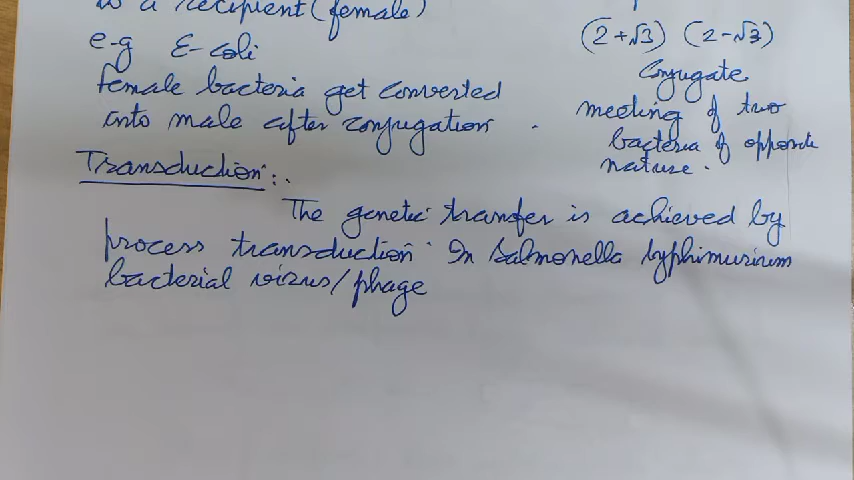 is a recipient (female)
e-g E-coli
female bacteria get converted
into male after conjugation.
(2+√3) (2-√3)
Conjugate
meeting of two
bacteria of opposite
nature.
Transduction:.
The genetic transfer is achieved by
process transduction. In Salmonella typhimurium
bacterial virus/phage